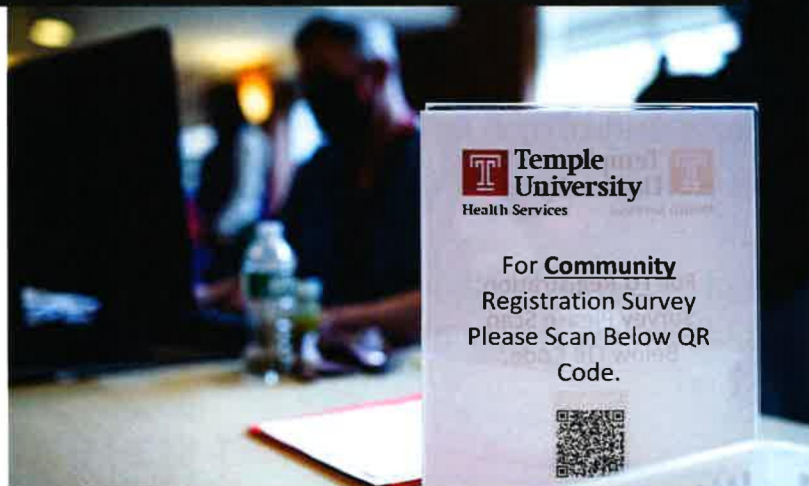 Temple
University
Health Services
For Community
Registration Survey
Please Scan Below QR
Code.